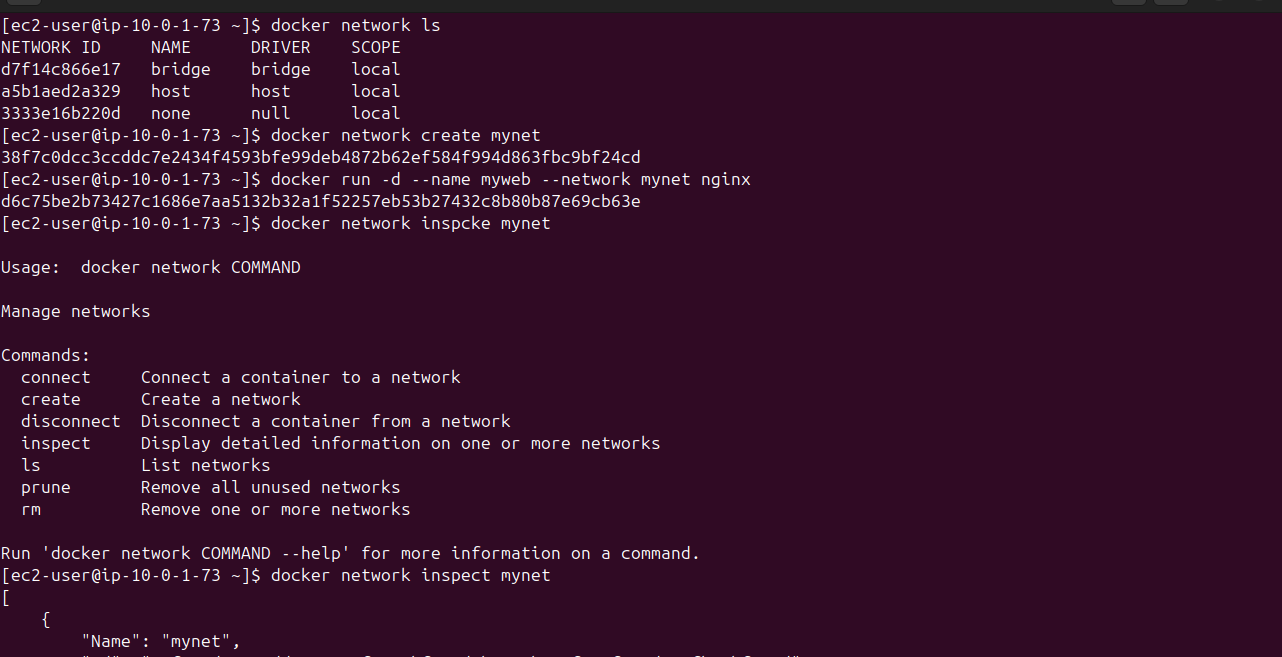 [ec2-user@ip-10-0-1-73 ~]$ docker network ls
NETWORK ID     NAME      DRIVER    SCOPE
d7f14c866e17   bridge    bridge    local
a5b1aed2a329   host      host      local
3333e16b220d   none      null      local
[ec2-user@ip-10-0-1-73 ~]$ docker network create mynet
38f7c0dcc3ccddc7e2434f4593bfe99deb4872b62ef584f994d863fbc9bf24cd
[ec2-user@ip-10-0-1-73 ~]$ docker run -d --name myweb --network mynet nginx
d6c75be2b73427c1686e7aa5132b32a1f52257eb53b27432c8b80b87e69cb63e
[ec2-user@ip-10-0-1-73 ~]$ docker network inspcke mynet
Usage:  docker network COMMAND
Manage networks
Commands:
  connect     Connect a container to a network
  create      Create a network
  disconnect  Disconnect a container from a network
  inspect     Display detailed information on one or more networks
  ls          List networks
  prune       Remove all unused networks
  rm          Remove one or more networks
Run 'docker network COMMAND --help' for more information on a command.
[ec2-user@ip-10-0-1-73 ~]$ docker network inspect mynet
[
    {
        "Name": "mynet",